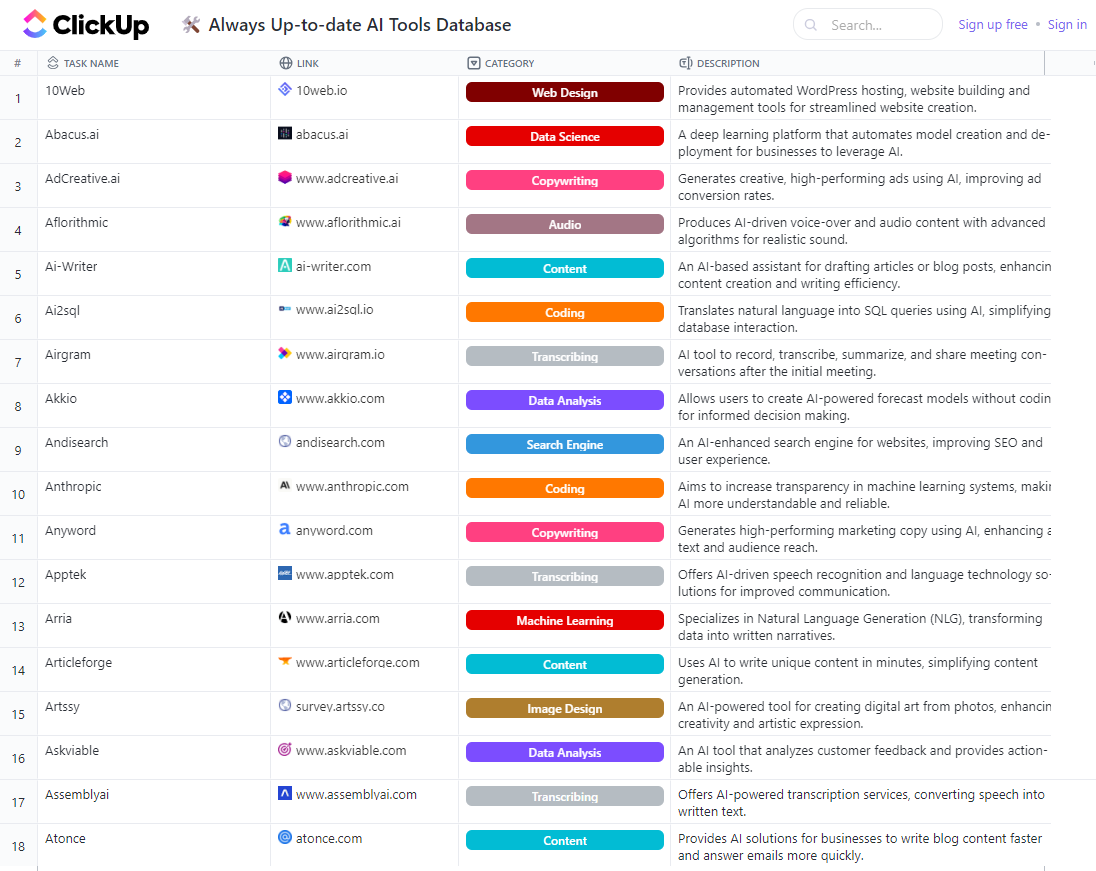 ClickUp
🛠 Always Up-to-date AI Tools Database
Search...
Sign up free • Sign in
# TASK NAME LINK CATEGORY DESCRIPTION
1 10Web 10web.io Web Design Provides automated WordPress hosting, website building and
management tools for streamlined website creation.
2 Abacus.ai abacus.ai Data Science A deep learning platform that automates model creation and de-
ployment for businesses to leverage AI.
3 AdCreative.ai www.adcreative.ai Copywriting Generates creative, high-performing ads using AI, improving ad
conversion rates.
4 Aflorithmic www.aflorithmic.ai Audio Produces AI-driven voice-over and audio content with advanced
algorithms for realistic sound.
5 Ai-Writer ai-writer.com Content An AI-based assistant for drafting articles or blog posts, enhancin
content creation and writing efficiency.
6 Ai2sql www.ai2sql.io Coding Translates natural language into SQL queries using AI, simplifying
database interaction.
7 Airgram www.airgram.io Transcribing AI tool to record, transcribe, summarize, and share meeting con-
versations after the initial meeting.
8 Akkio www.akkio.com Data Analysis Allows users to create AI-powered forecast models without codin
for informed decision making.
9 Andisearch andisearch.com Search Engine An AI-enhanced search engine for websites, improving SEO and
user experience.
10 Anthropic www.anthropic.com Coding Aims to increase transparency in machine learning systems, makin
AI more understandable and reliable.
11 Anyword anyword.com Copywriting Generates high-performing marketing copy using AI, enhancing a
text and audience reach.
12 Apptek www.apptek.com Transcribing Offers AI-driven speech recognition and language technology so-
lutions for improved communication.
13 Arria www.arria.com Machine Learning Specializes in Natural Language Generation (NLG), transforming
data into written narratives.
14 Articleforge www.articleforge.com Content Uses AI to write unique content in minutes, simplifying content
generation.
15 Artssy survey.artssy.co Image Design An AI-powered tool for creating digital art from photos, enhancin
creativity and artistic expression.
16 Askviable www.askviable.com Data Analysis An AI tool that analyzes customer feedback and provides action-
able insights.
17 Assemblyai www.assemblyai.com Transcribing Offers AI-powered transcription services, converting speech into
written text.
18 Atonce atonce.com Content Provides AI solutions for businesses to write blog content faster
and answer emails more quickly.